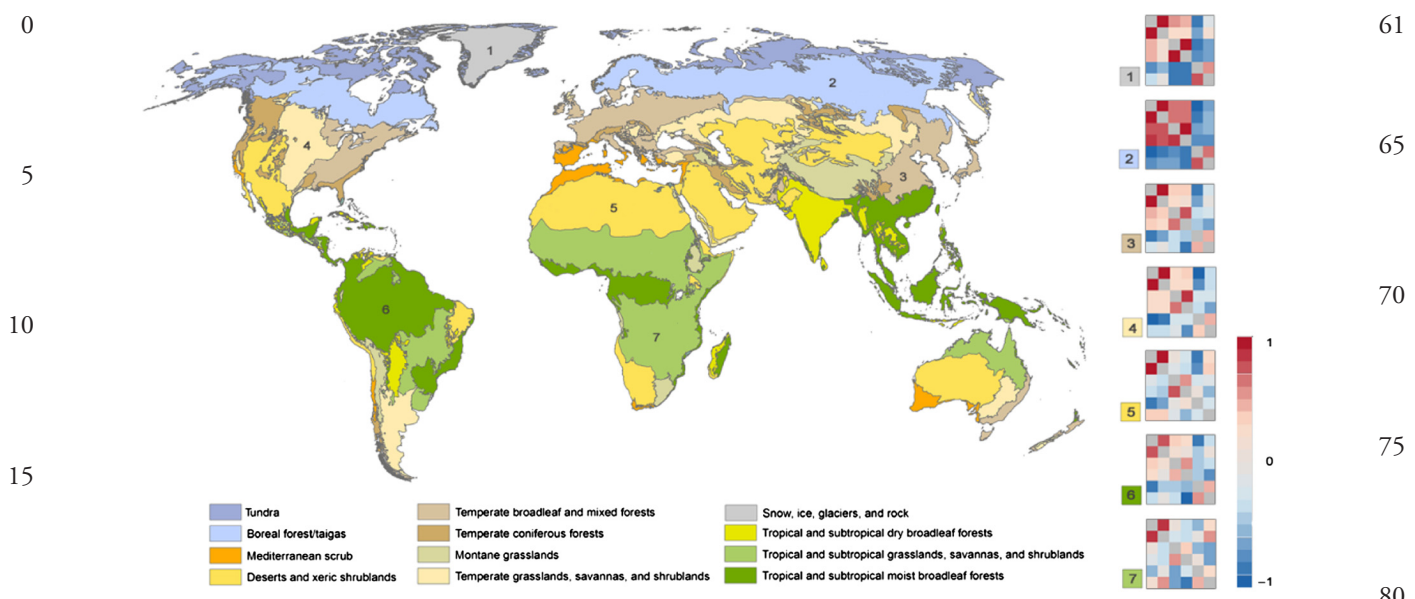 0
5
10
15
1
2
3
4
5
6
7
1
2
3
4
5
6
7
1
0
−1
61
65
70
75
80
Tundra
Boreal forest/taigas
Mediterranean scrub
Deserts and xeric shrublands
Temperate broadleaf and mixed forests
Temperate coniferous forests
Montane grasslands
Temperate grasslands, savannas, and shrublands
Snow, ice, glaciers, and rock
Tropical and subtropical dry broadleaf forests
Tropical and subtropical grasslands, savannas, and shrublands
Tropical and subtropical moist broadleaf forests